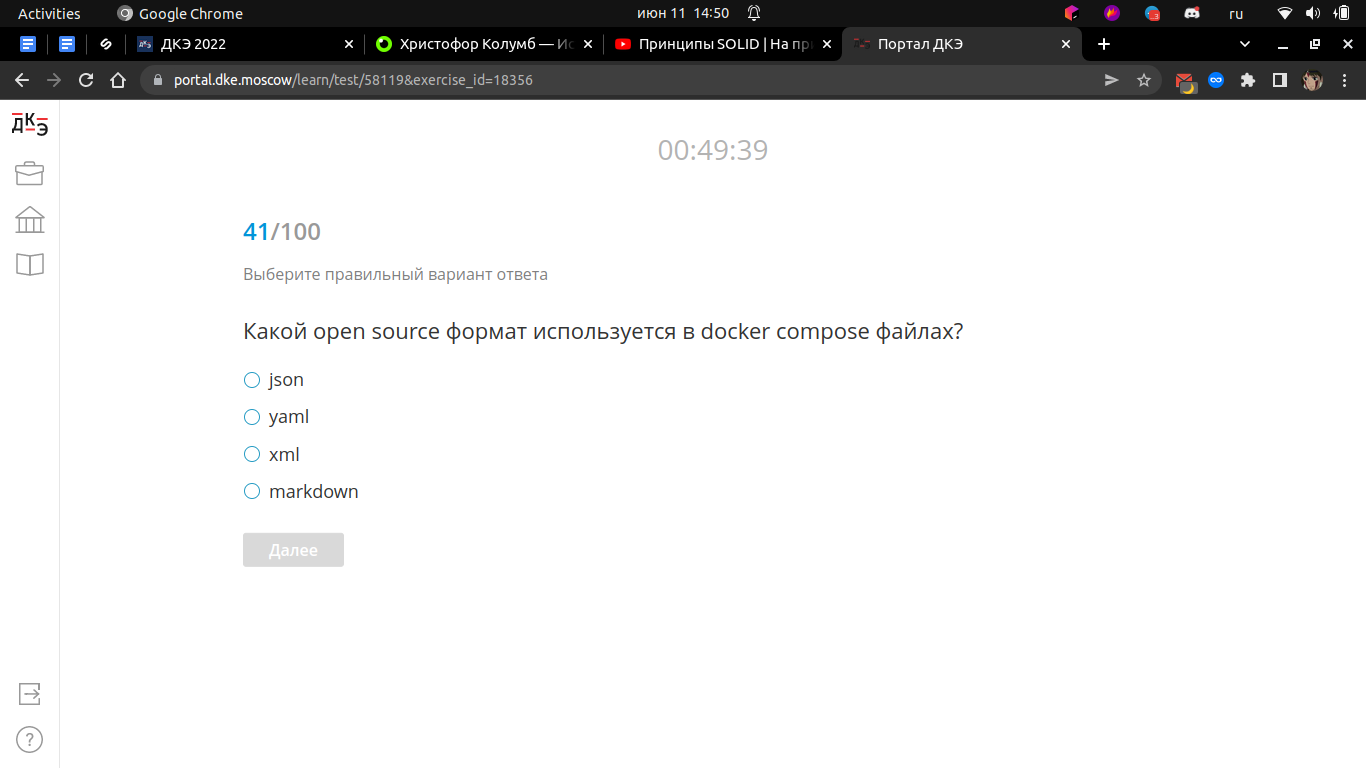 Activities Google Chrome июн 11 14:50 ru
ДКЭ 2022 Христофор Колумб — Ис Принципы SOLID | На пр Портал ДКЭ
portal.dke.moscow/learn/test/58119&exercise_id=18356
ДКЭ
00:49:39
41/100
Выберите правильный вариант ответа
Какой open source формат используется в docker compose файлах?
json
yaml
xml
markdown
Далее